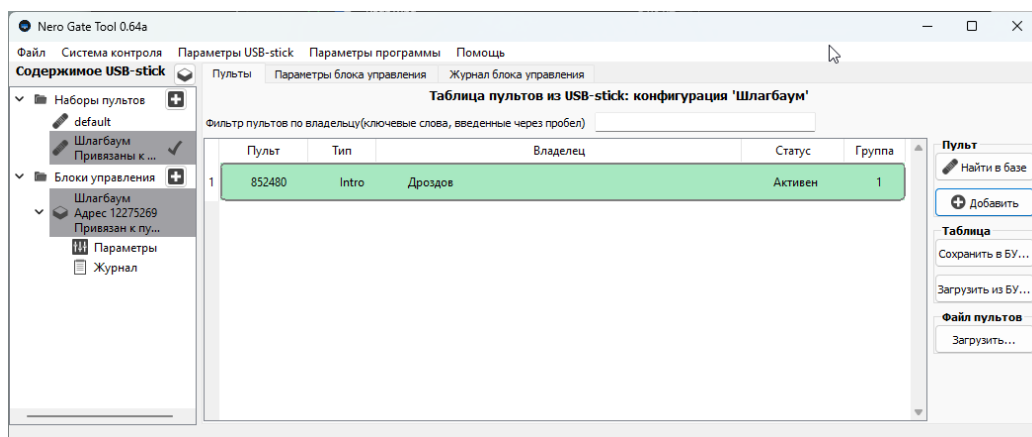 Nero Gate Tool 0.64a
Файл Система контроля Параметры USB-stick Параметры программы Помощь
Содержимое USB-stick
Наборы пультов
default
Шлагбаум
Привязаны к ...
Блоки управления
Шлагбаум
Адрес 12275269
Привязан к пу...
Параметры
Журнал
Пульты Параметры блока управления Журнал блока управления
Таблица пультов из USB-stick: конфигурация 'Шлагбаум'
Фильтр пультов по владельцу(ключевые слова, введенные через пробел)
Пульт Тип Владелец Статус Группа
1 852480 Intro Дроздов Активен 1
Пульт
Найти в базе
Добавить
Таблица
Сохранить в БУ...
Загрузить из БУ...
Файл пультов
Загрузить...